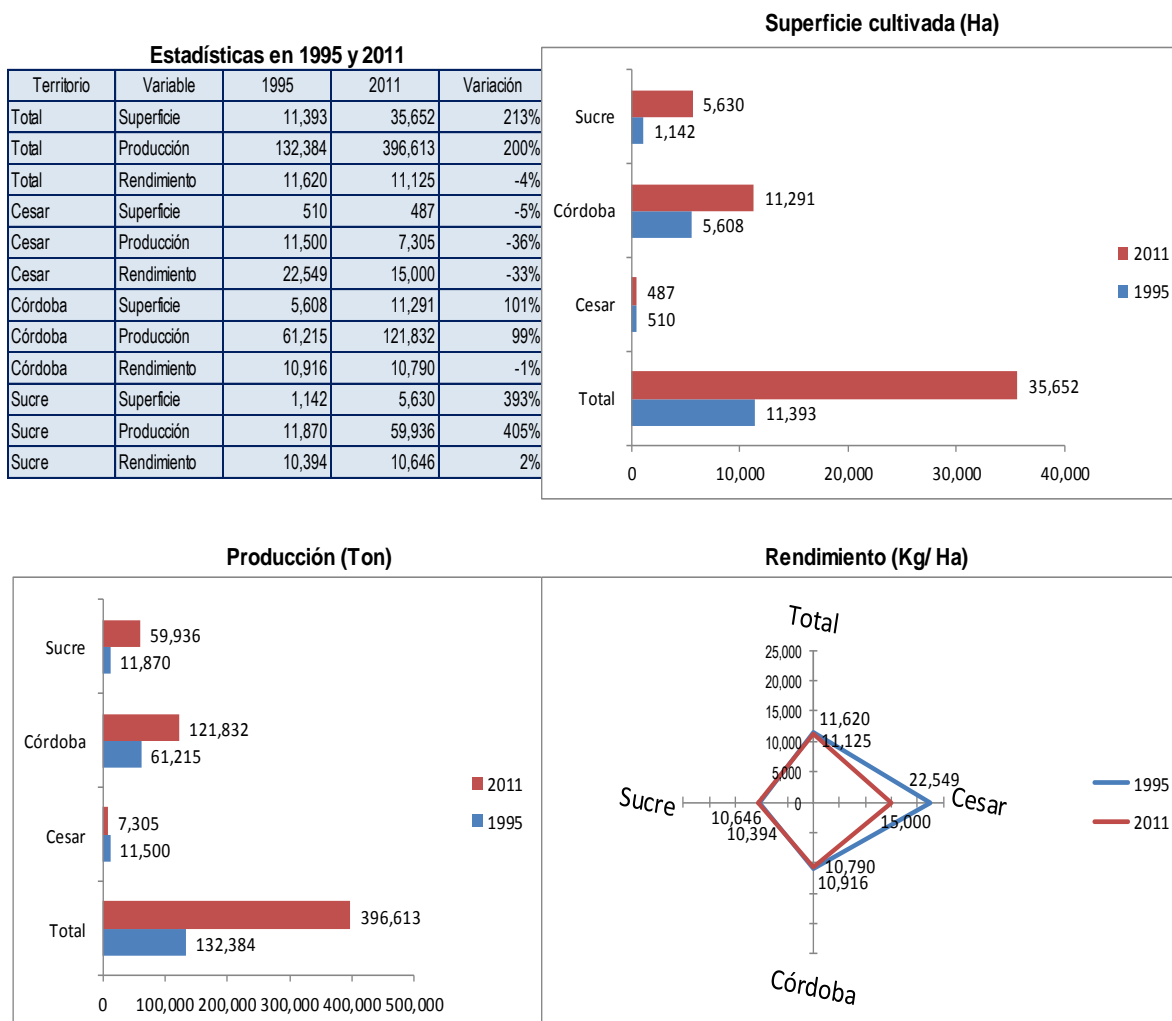 Estadísticas en 1995 y 2011
Territorio Variable 1995 2011 Variación
Total Superficie 11,393 35,652 213%
Total Producción 132,384 396,613 200%
Total Rendimiento 11,620 11,125 -4%
Cesar Superficie 510 487 -5%
Cesar Producción 11,500 7,305 -36%
Cesar Rendimiento 22,549 15,000 -33%
Córdoba Superficie 5,608 11,291 101%
Córdoba Producción 61,215 121,832 99%
Córdoba Rendimiento 10,916 10,790 -1%
Sucre Superficie 1,142 5,630 393%
Sucre Producción 11,870 59,936 405%
Sucre Rendimiento 10,394 10,646 2%
Superficie cultivada (Ha)
Sucre
5,630
1,142
Córdoba
11,291
5,608
Cesar
487
510
Total
35,652
11,393
0 10,000 20,000 30,000 40,000
2011
1995
Producción (Ton)
Sucre
59,936
11,870
Córdoba
121,832
61,215
Cesar
7,305
11,500
Total
396,613
132,384
0 100,000 200,000 300,000 400,000 500,000
2011
1995
Rendimiento (Kg/ Ha)
Total
25,000
20,000
15,000
10,000
5,000
0
11,620
11,125
22,549
Cesar
15,000
Sucre
10,646
10,394
10,790
10,916
Córdoba
1995
2011